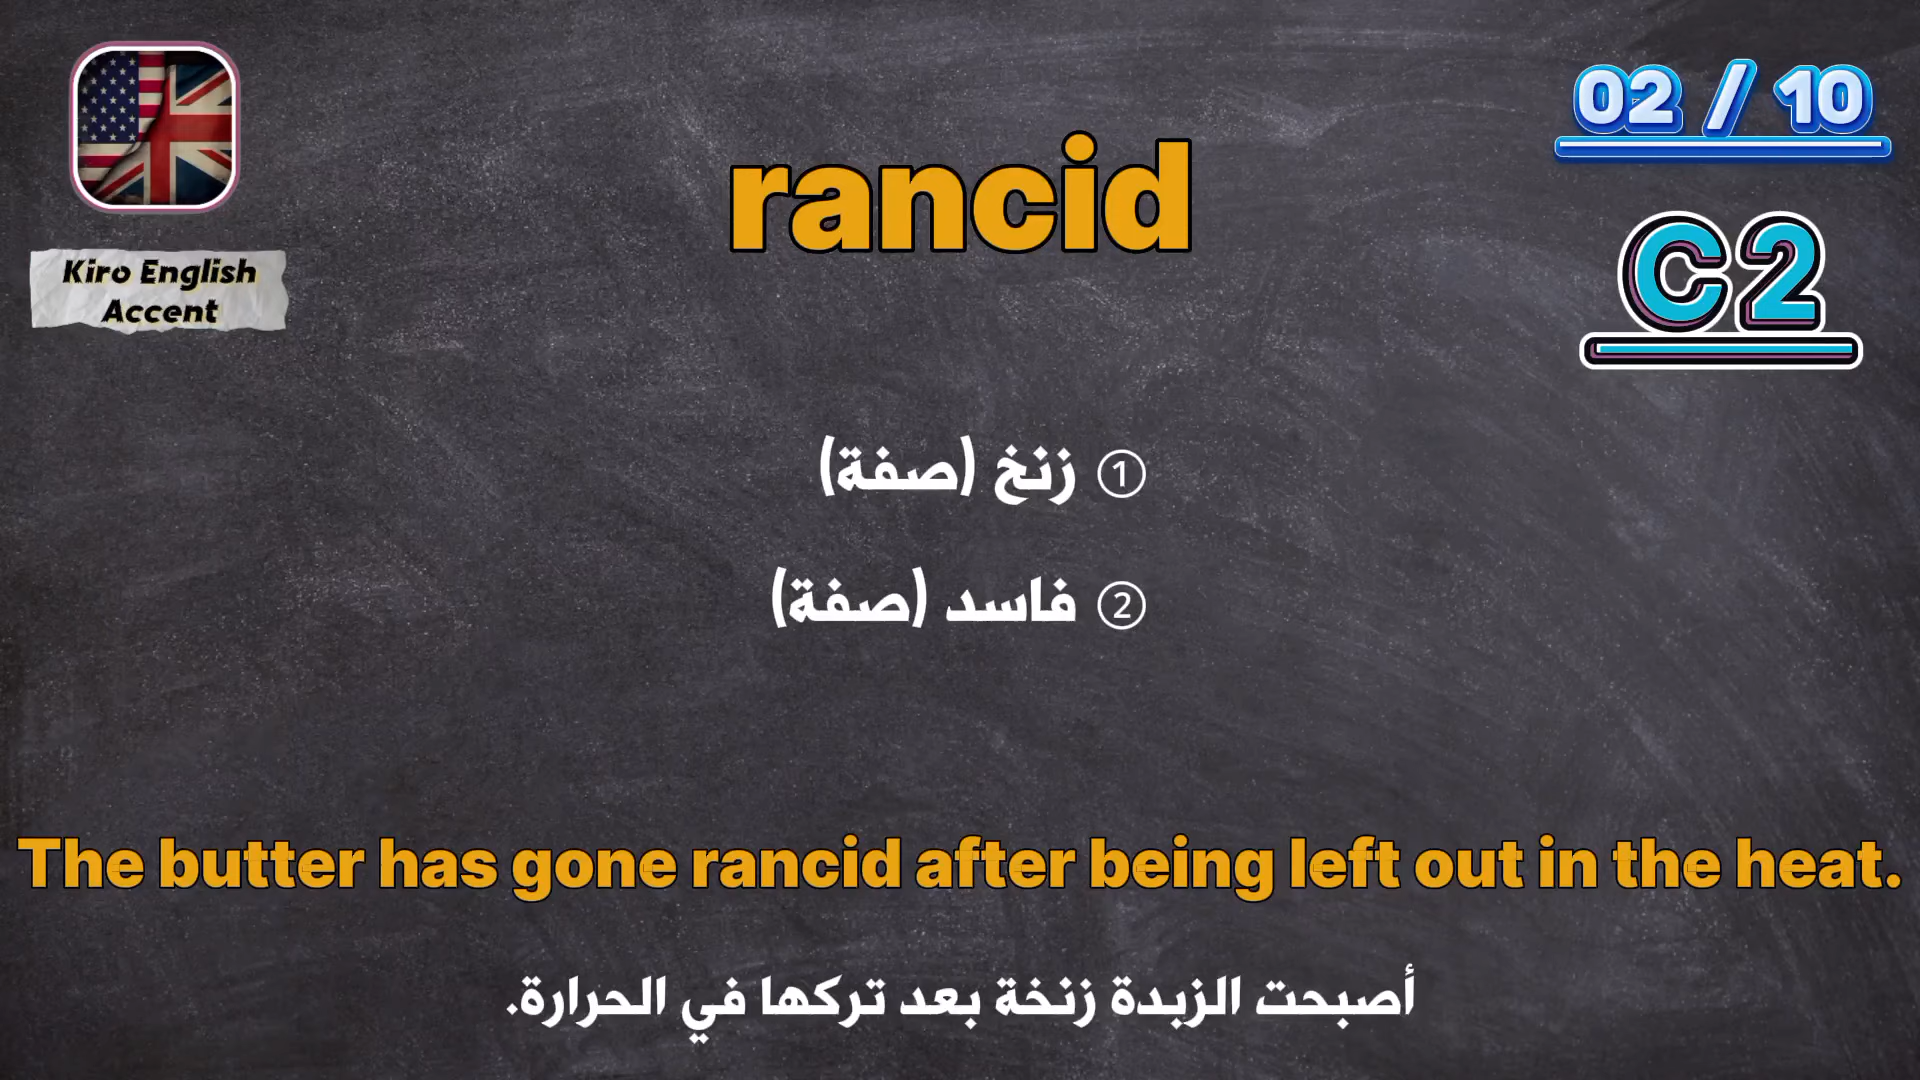 02 / 10
rancid
Kiro English
Accent
C2
① زنخ (صفة)
② فاسد (صفة)
The butter has gone rancid after being left out in the heat.
أصبحت الزبدة زنخة بعد تركها في الحرارة.